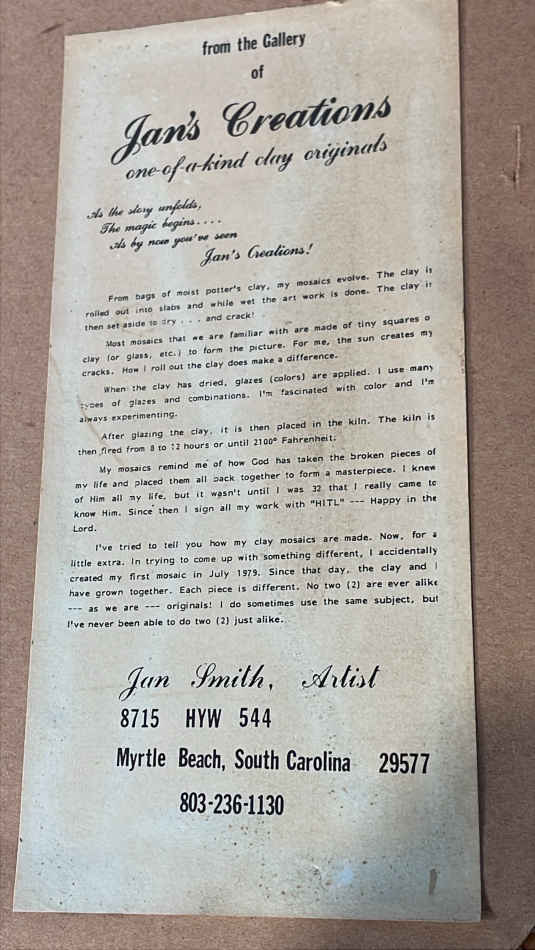 from the Gallery
of
Jan's Creations
one-of-a-kind clay originals
As the story unfolds,
The magic begins....
As by now you've seen
Jan's Creations!
From bags of moist potter's clay, my mosaics evolve. The clay is
rolled out into slabs and while wet the art work is done. The clay is
then set aside to dry . . . and crack!
Most mosaics that we are familiar with are made of tiny squares o
clay (or glass, etc.) to form the picture. For me, the sun creates my
cracks. How I roll out the clay does make a difference.
When the clay has dried, glazes (colors) are applied. I use many
types of glazes and combinations. I'm fascinated with color and I'm
always experimenting.
After glazing the clay, it is then placed in the kiln. The kiln is
then fired from 8 to 12 hours or until 2100° Fahrenheit.
My mosaics remind me of how God has taken the broken pieces of
my life and placed them all back together to form a masterpiece. I knew
of Him all my life, but it wasn't until I was 32 that I really came to
know Him. Since then I sign all my work with "HITL" --- Happy in the
Lord.
I've tried to tell you how my clay mosaics are made. Now, for a
little extra. In trying to come up with something different, I accidentally
created my first mosaic in July 1979. Since that day, the clay and I
have grown together. Each piece is different. No two (2) are ever alike
--- as we are --- originals! I do sometimes use the same subject, but
I've never been able to do two (2) just alike.
Jan Smith, Artist
8715 HYW 544
Myrtle Beach, South Carolina 29577
803-236-1130